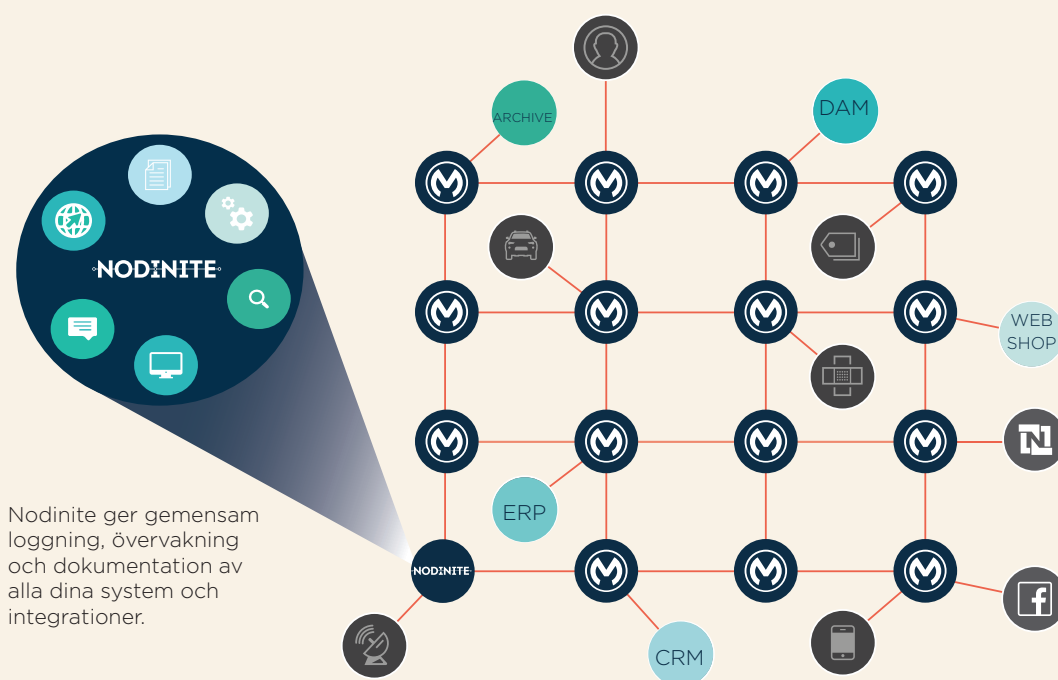 ARCHIVE
DAM
NODINITE
WEB
SHOP
ERP
Nodinite ger gemensam
loggning, övervakning
och dokumentation av
alla dina system och
integrationer.
NODINITE
CRM